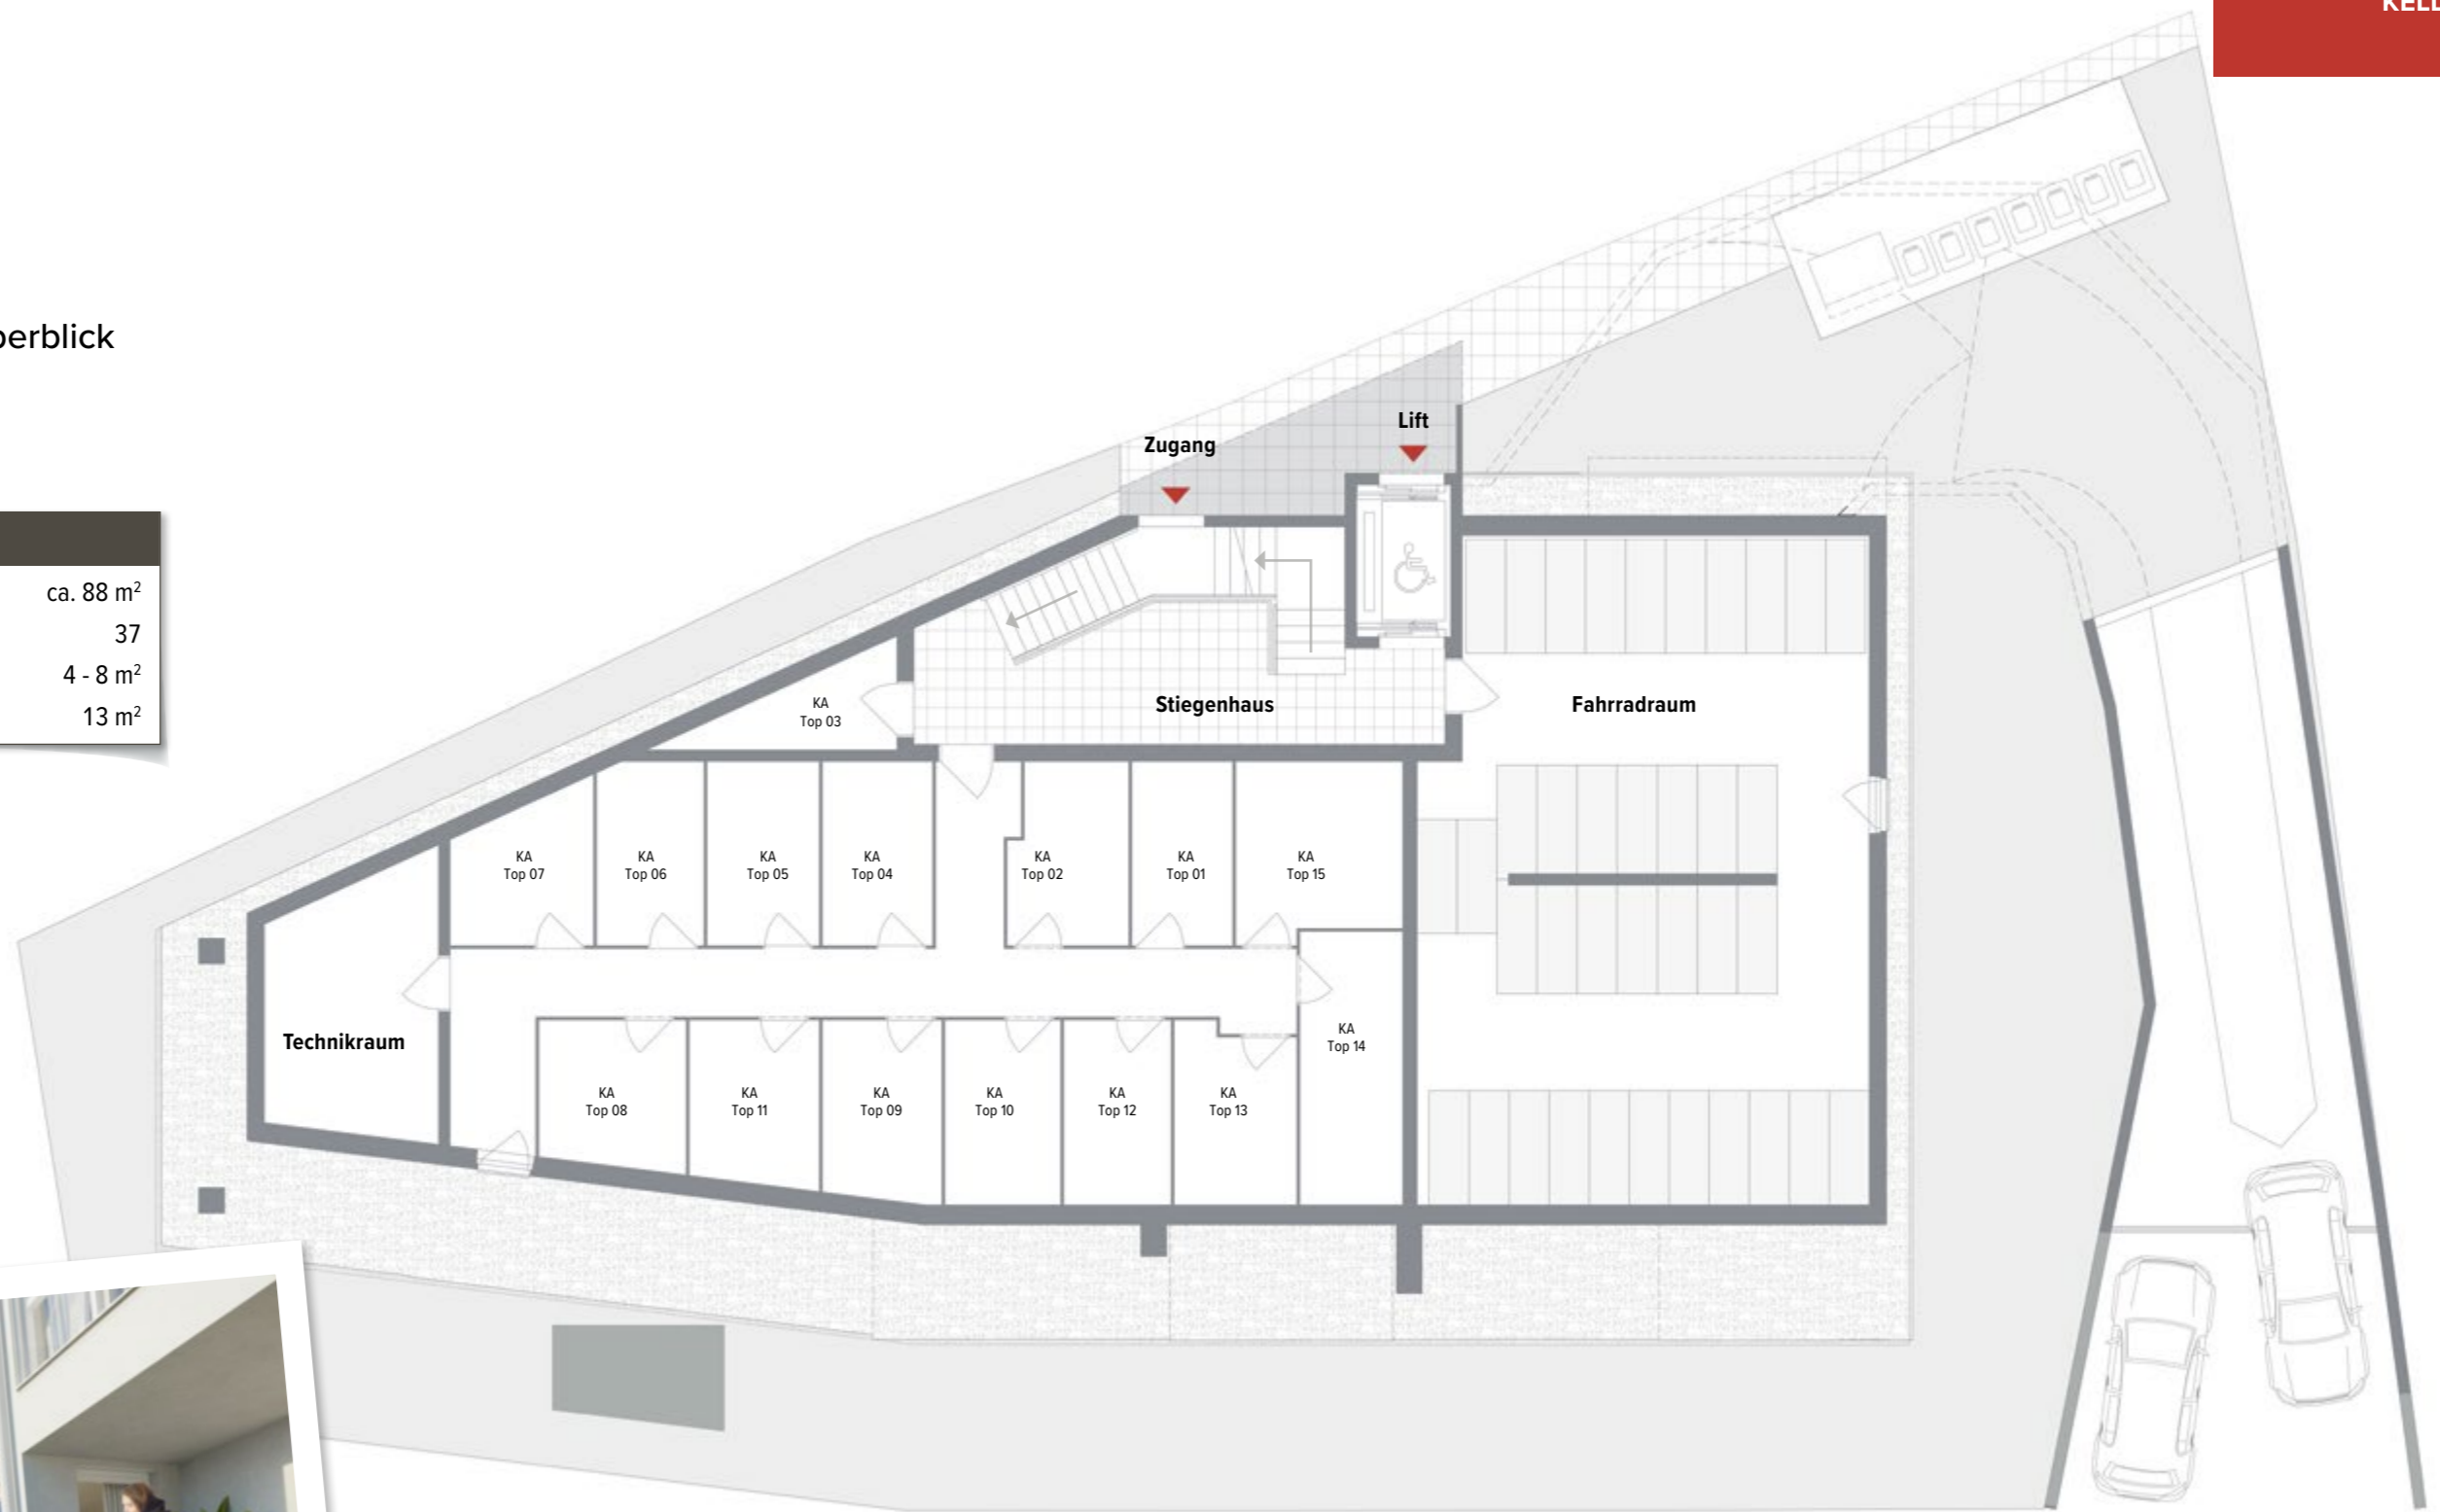 KELL
berblick
ca. 88 m²
37
4 - 8 m²
13 m²
Lift
Zugang
KA
Top 03
Stiegenhaus
Fahrradraum
KA
Top 07
KA
Top 06
KA
Top 05
KA
Top 04
KA
Top 02
KA
Top 01
KA
Top 15
Technikraum
KA
Top 14
KA
Top 08
KA
Top 11
KA
Top 09
KA
Top 10
KA
Top 12
KA
Top 13